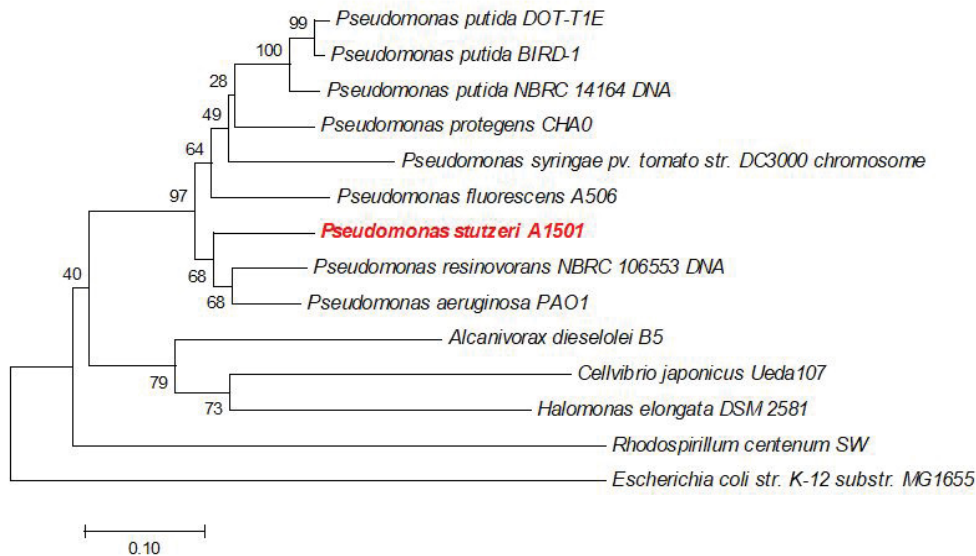 99
Pseudomonas putida DOT-T1E
Pseudomonas putida BIRD-1
100
Pseudomonas putida NBRC 14164 DNA
28
Pseudomonas protegens CHA0
49
Pseudomonas syringae pv. tomato str. DC3000 chromosome
64
Pseudomonas fluorescens A506
97
Pseudomonas stutzeri A1501
68
Pseudomonas resinovorans NBRC 106553 DNA
68
Pseudomonas aeruginosa PAO1
40
Alcanivorax dieselolei B5
79
Cellvibrio japonicus Ueda107
73
Halomonas elongata DSM 2581
Rhodospirillum centenum SW
Escherichia coli str. K-12 substr. MG1655
0.10